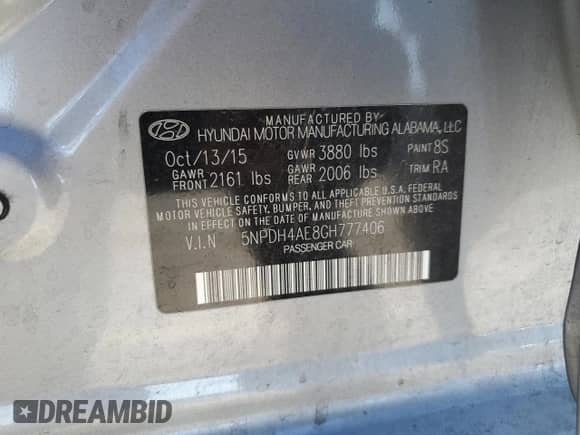 MANUFACTURED BY
HYUNDAI MOTOR MANUFACTURING ALABAMA, LLC
Oct/13/15 GVWR 3880 lbs PAINT 8S
GAWR FRONT 2161 lbs GAWR REAR 2006 lbs TRIM RA
THIS VEHICLE CONFORMS TO ALL APPLICABLE U.S.A. FEDERAL
MOTOR VEHICLE SAFETY, BUMPER, AND THEFT PREVENTION
STANDARDS IN EFFECT ON THE DATE OF MANUFACTURE SHOWN ABOVE.
V.I.N 5NPDH4AE8GH777406
PASSENGER CAR
DREAMBID